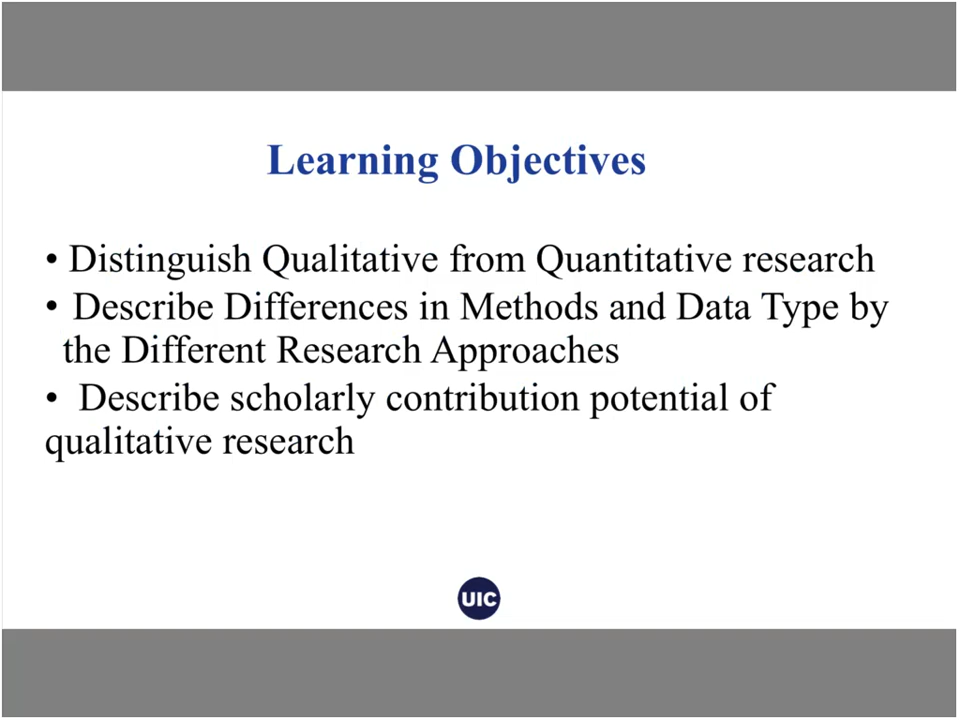 Learning Objectives
• Distinguish Qualitative from Quantitative research
• Describe Differences in Methods and Data Type by
the Different Research Approaches
• Describe scholarly contribution potential of
qualitative research
UIC